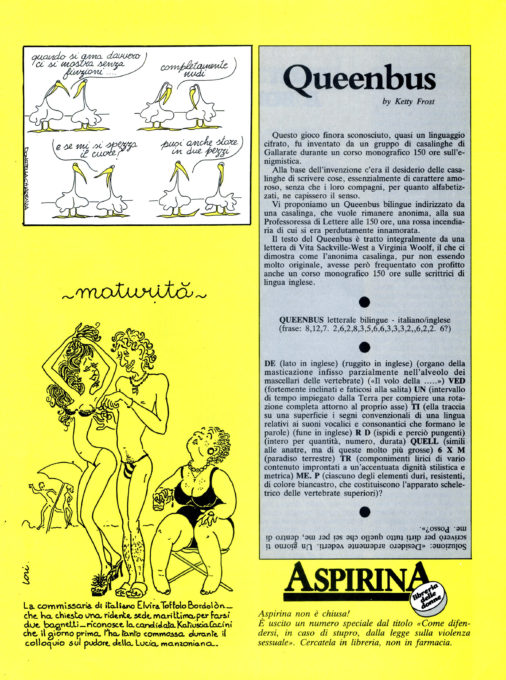 quando si ama davvero
ci si mostra senza
finzioni...
completamente
nudi
e se mi si spezza
il cuore?
puoi anche stare
in due pezzi
~maturità~
Lori
La commissaria di italiano Elvira Toffolo Bordolòn_
che ha chiesto una ridente sede marittima, per farsi
due bagnetti_ riconosce la candidata Katiuscia Cacini
che il giorno prima, l'ha tanto commossa durante il
colloquio sul pudore della Lucia manzoniana..
Queenbus
by Ketty Frost
Questo gioco finora sconosciuto, quasi un linguaggio
cifrato, fu inventato da un gruppo di casalinghe di
Gallarate durante un corso monografico 150 ore sull'e-
nigmistica.
Alla base dell'invenzione c'era il desiderio delle casa-
linghe di scrivere cose, essenzialmente di carattere amo-
roso, senza che i loro compagni, per quanto alfabetiz-
zati, ne capissero il senso.
Vi proponiamo un Queenbus bilingue indirizzato da
una casalinga, che vuole rimanere anonima, alla sua
Professoressa di Lettere alle 150 ore, una rossa incendia-
ria di cui si era perdutamente innamorata.
Il testo del Queenbus è tratto integralmente da una
lettera di Vita Sackville-West a Virginia Woolf, il che ci
dimostra come l'anonima casalinga, pur non essendo
molto originale, avesse però frequentato con profitto
anche un corso monografico 150 ore sulle scrittrici di
lingua inglese.
QUEENBUS letterale bilingue - italiano/inglese
(frase: 8,12,7. 2,6,2,8,3,5,6,6,3,3,3,2.,6,2,2. 6?)
DE (lato in inglese) (ruggito in inglese) (organo della
masticazione infisso parzialmente nell'alveolo dei
mascellari delle vertebrate) («Il volo della .....») VED
(fortemente inclinati e faticosi alla salita) UN (intervallo
di tempo impiegato dalla Terra per compiere una rota-
zione completa attorno al proprio asse) TI (ella traccia
su una superficie i segni convenzionali di una lingua
relativi ai suoni vocalici e consonantici che formano le
parole) (fune in inglese) R D (ispidi e perciò pungenti)
(intero per quantità, numero, durata) QUELL (simili
alle anatre, ma di queste molto più grosse) 6 X M
(paradiso terrestre) TR (componimenti lirici di vario
contenuto improntati a un'accentuata dignità stilistica e
metrica) ME. P (ciascuno degli elementi duri, resistenti,
di colore biancastro, che costituiscono l'apparato schele-
trico delle vertebrate superiori)?
Soluzione: «Desidero ardentemente vederti. Un giorno ti
scriverò per dirti tutto quello che sei per me, dentro di
me. Posso?».
ASPIRINA
libreria
delle
donne
Aspirina non è chiusa!
È uscito un numero speciale dal titolo «Come difen-
dersi, in caso di stupro, dalla legge sulla violenza
sessuale». Cercatela in libreria, non in farmacia.